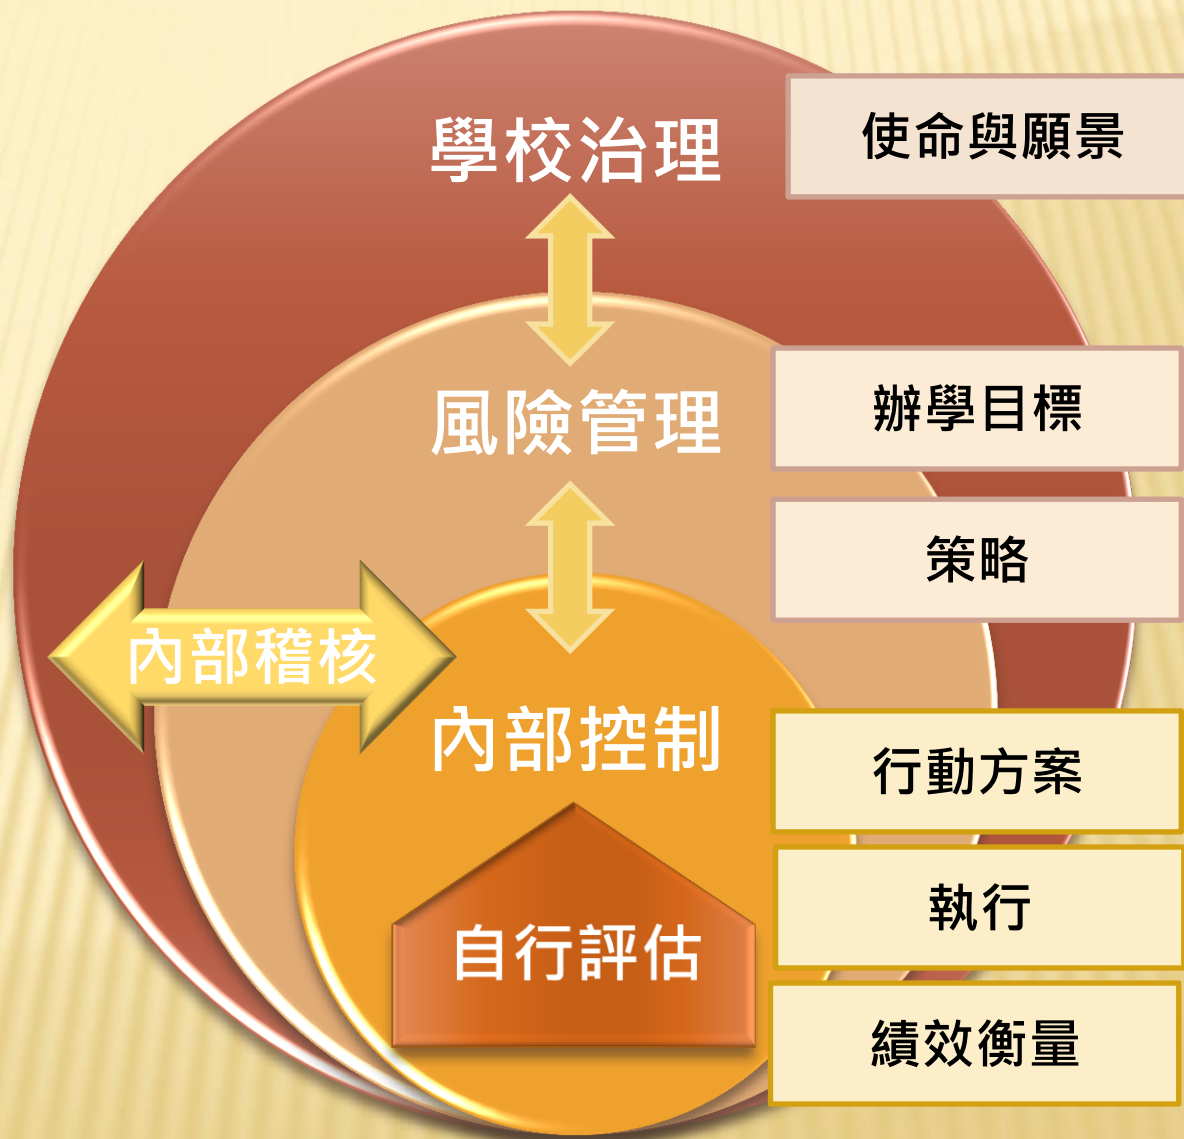 學校治理
使命與願景
風險管理
辦學目標
策略
內部稽核
內部控制
行動方案
執行
自行評估
績效衡量